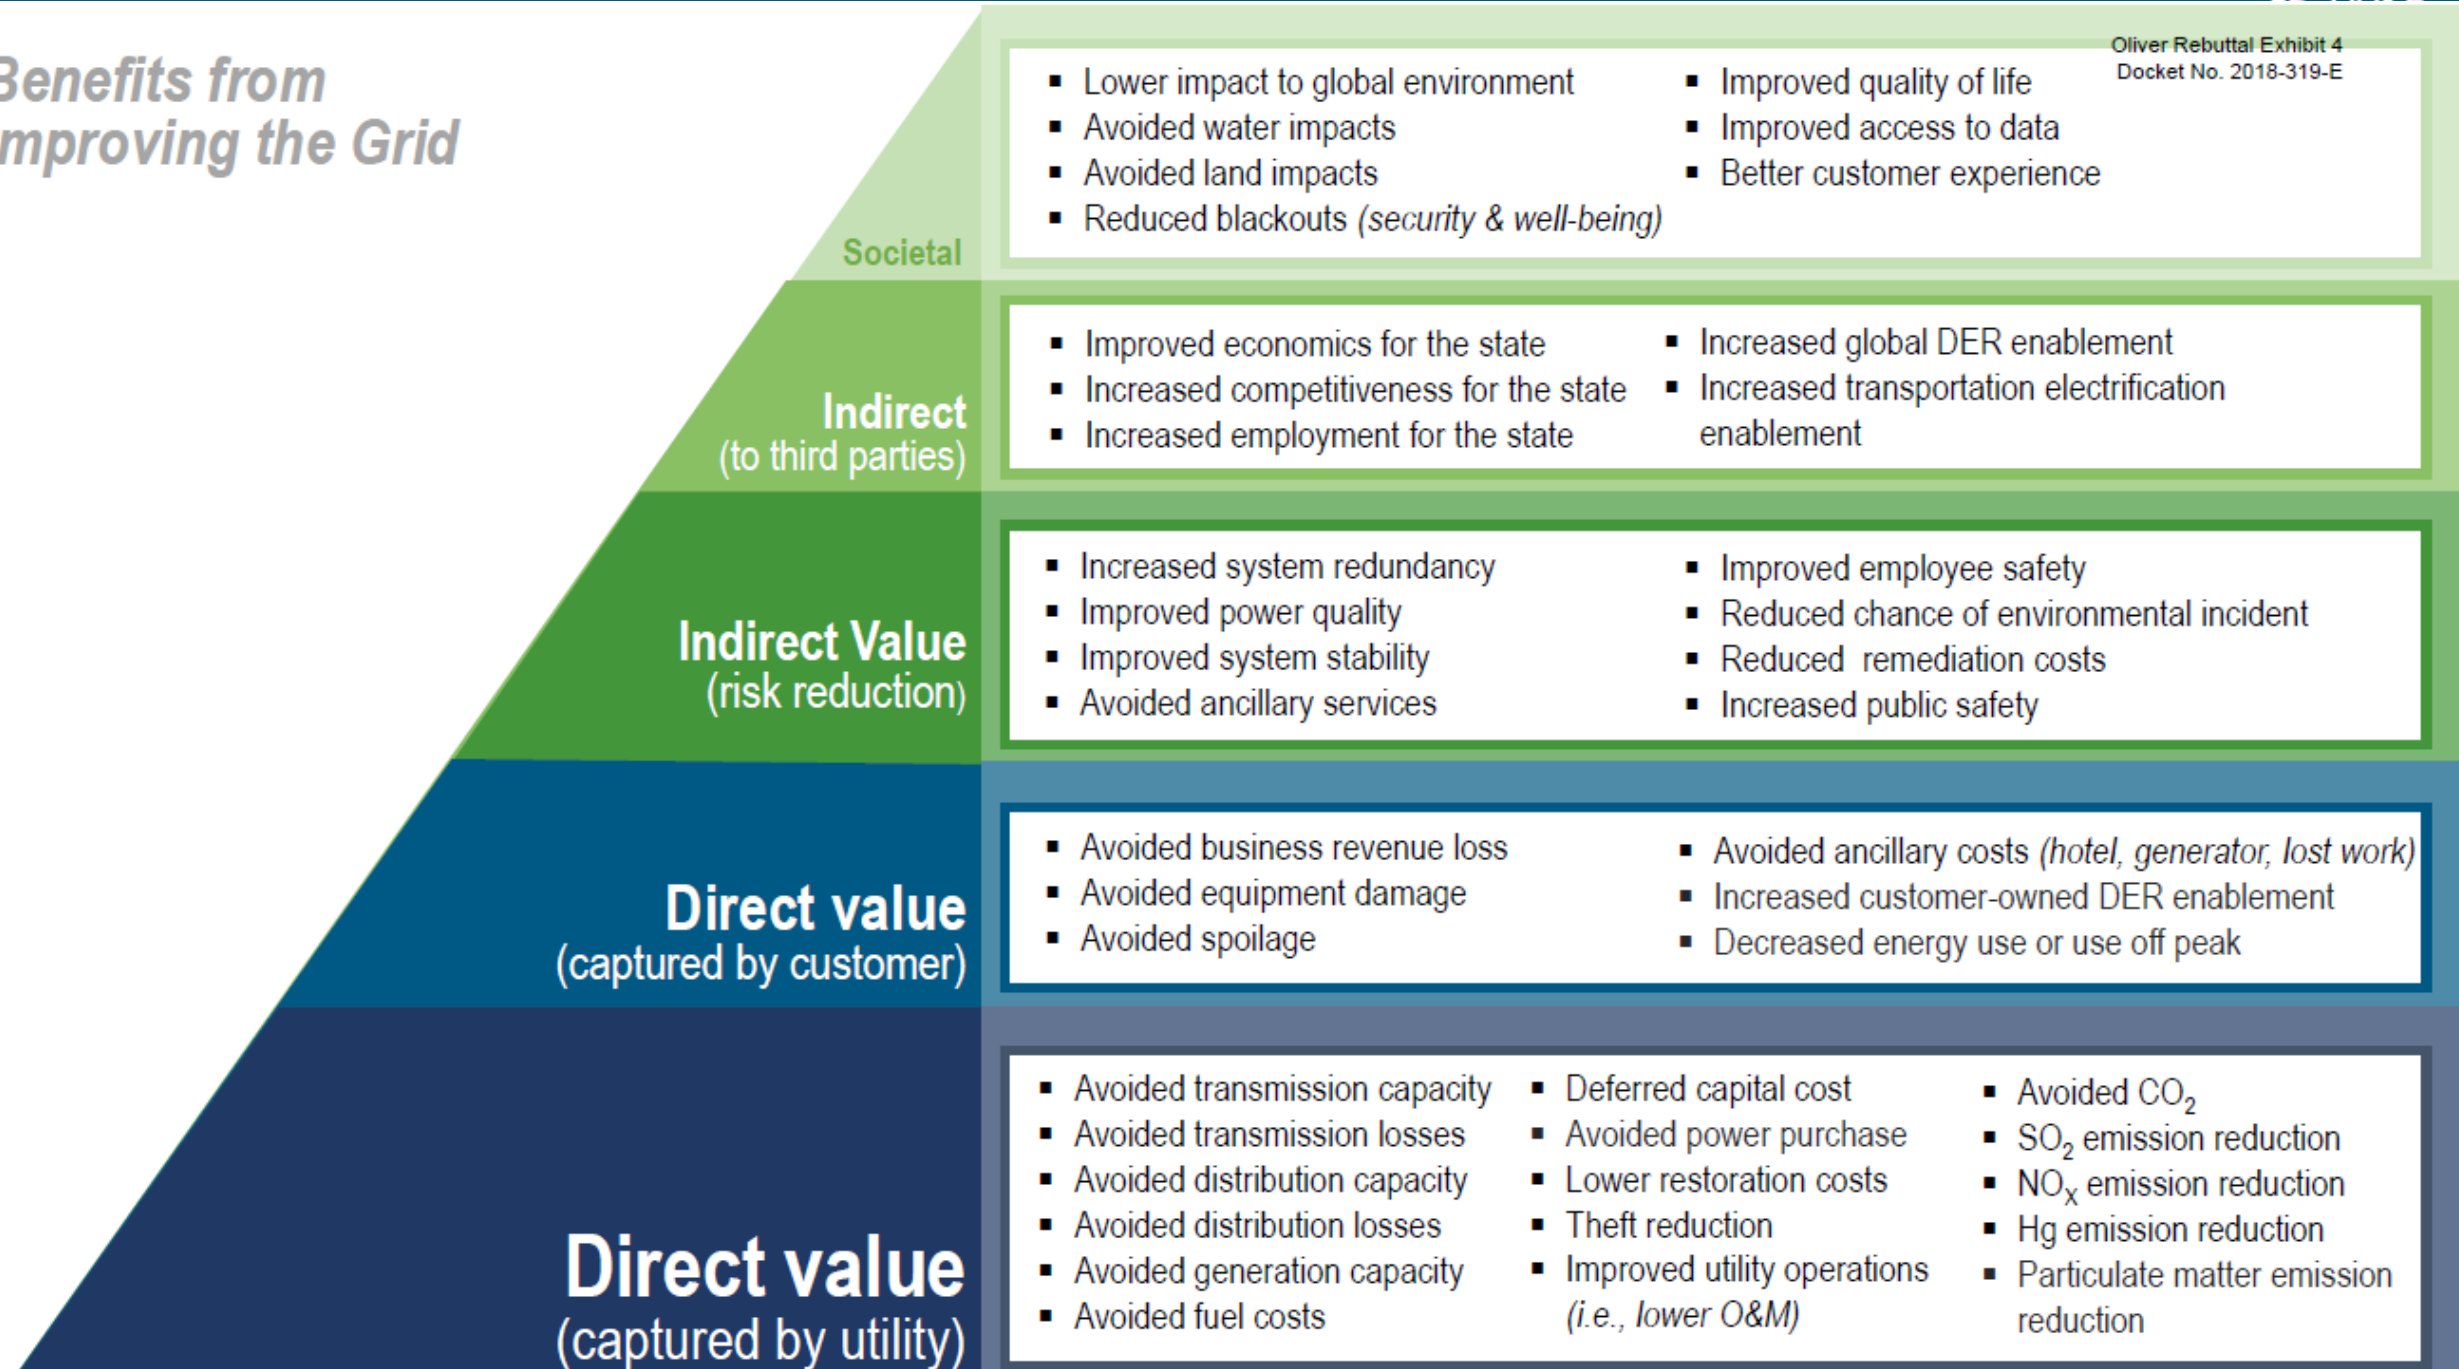 Benefits from
mproving the Grid
Oliver Rebuttal Exhibit 4
Docket No. 2018-319-E
Societal
▪ Lower impact to global environment
▪ Avoided water impacts
▪ Avoided land impacts
▪ Reduced blackouts (security & well-being)
▪ Improved quality of life
▪ Improved access to data
▪ Better customer experience
Indirect
(to third parties)
▪ Improved economics for the state
▪ Increased competitiveness for the state
▪ Increased employment for the state
▪ Increased global DER enablement
▪ Increased transportation electrification
enablement
Indirect Value
(risk reduction)
▪ Increased system redundancy
▪ Improved power quality
▪ Improved system stability
▪ Avoided ancillary services
▪ Improved employee safety
▪ Reduced chance of environmental incident
▪ Reduced remediation costs
▪ Increased public safety
Direct value
(captured by customer)
▪ Avoided business revenue loss
▪ Avoided equipment damage
▪ Avoided spoilage
▪ Avoided ancillary costs (hotel, generator, lost work)
▪ Increased customer-owned DER enablement
▪ Decreased energy use or use off peak
Direct value
(captured by utility)
▪ Avoided transmission capacity
▪ Avoided transmission losses
▪ Avoided distribution capacity
▪ Avoided distribution losses
▪ Avoided generation capacity
▪ Avoided fuel costs
▪ Deferred capital cost
▪ Avoided power purchase
▪ Lower restoration costs
▪ Theft reduction
▪ Improved utility operations
(i.e., lower O&M)
▪ Avoided CO₂
▪ SO₂ emission reduction
▪ NOₓ emission reduction
▪ Hg emission reduction
▪ Particulate matter emission
reduction